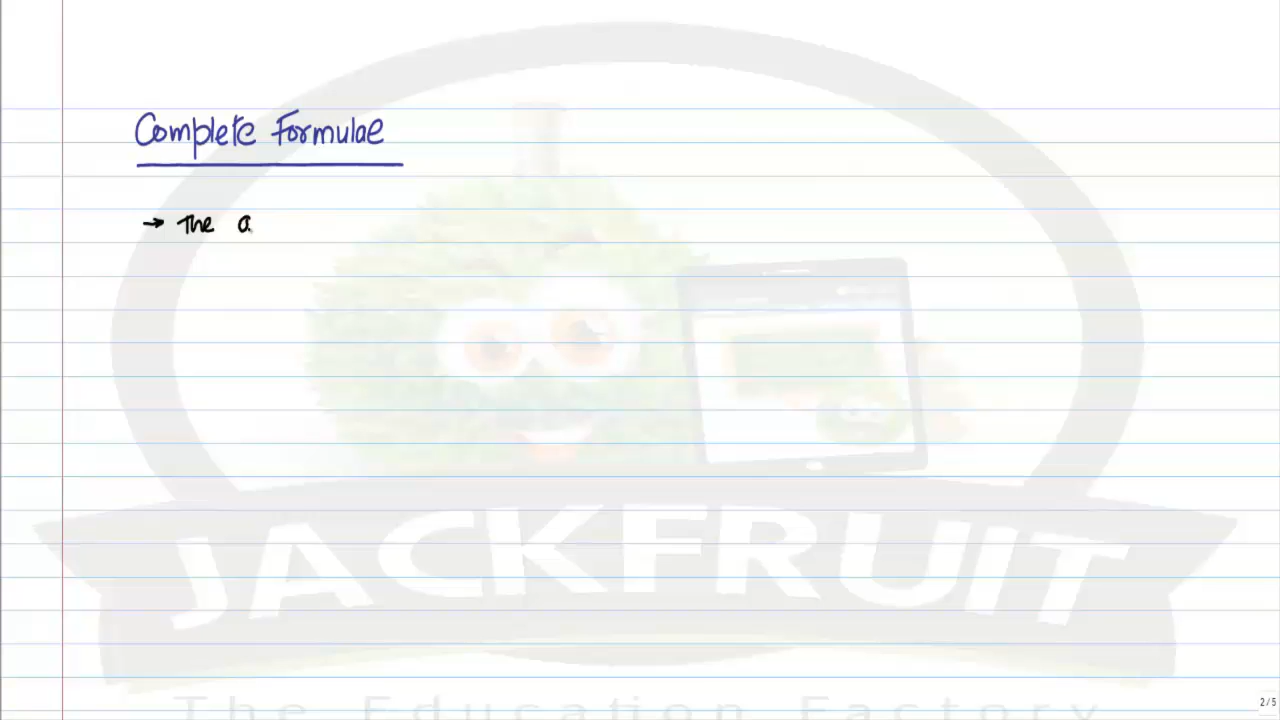 Complete Formulae
→ The a
JACKFRUIT
The Education Factory
2/5